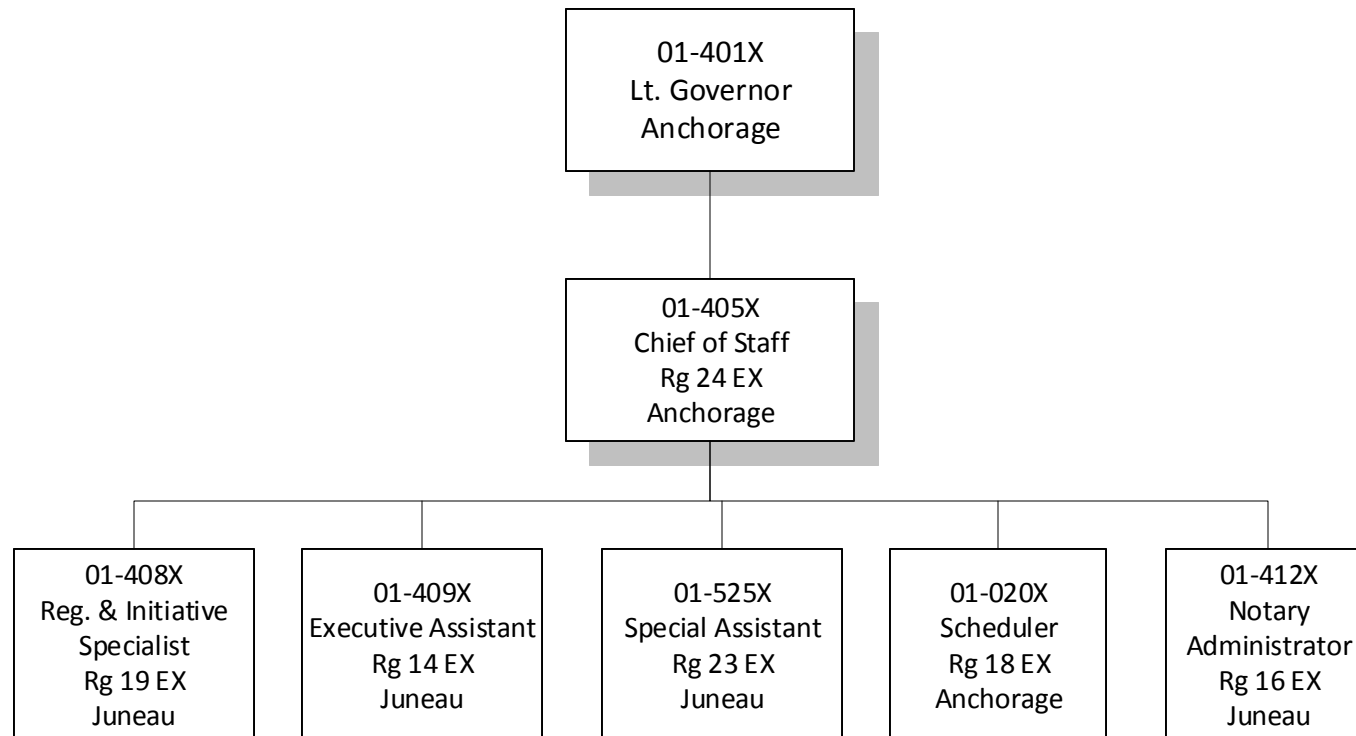 01-401X
Lt. Governor
Anchorage
01-405X
Chief of Staff
Rg 24 EX
Anchorage
01-408X
Reg. & Initiative
Specialist
Rg 19 EX
Juneau
01-409X
Executive Assistant
Rg 14 EX
Juneau
01-525X
Special Assistant
Rg 23 EX
Juneau
01-020X
Scheduler
Rg 18 EX
Anchorage
01-412X
Notary
Administrator
Rg 16 EX
Juneau